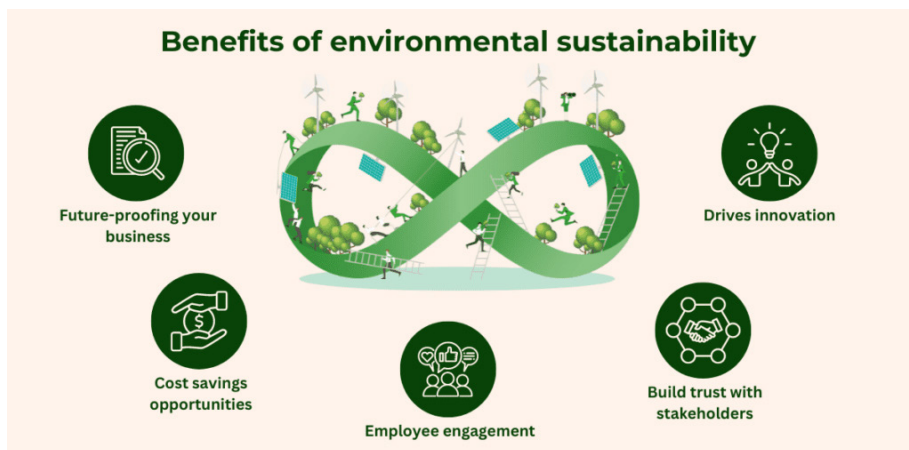 Benefits of environmental sustainability
Future-proofing your
business
Drives innovation
Cost savings
opportunities
$
Build trust with
stakeholders
Employee engagement